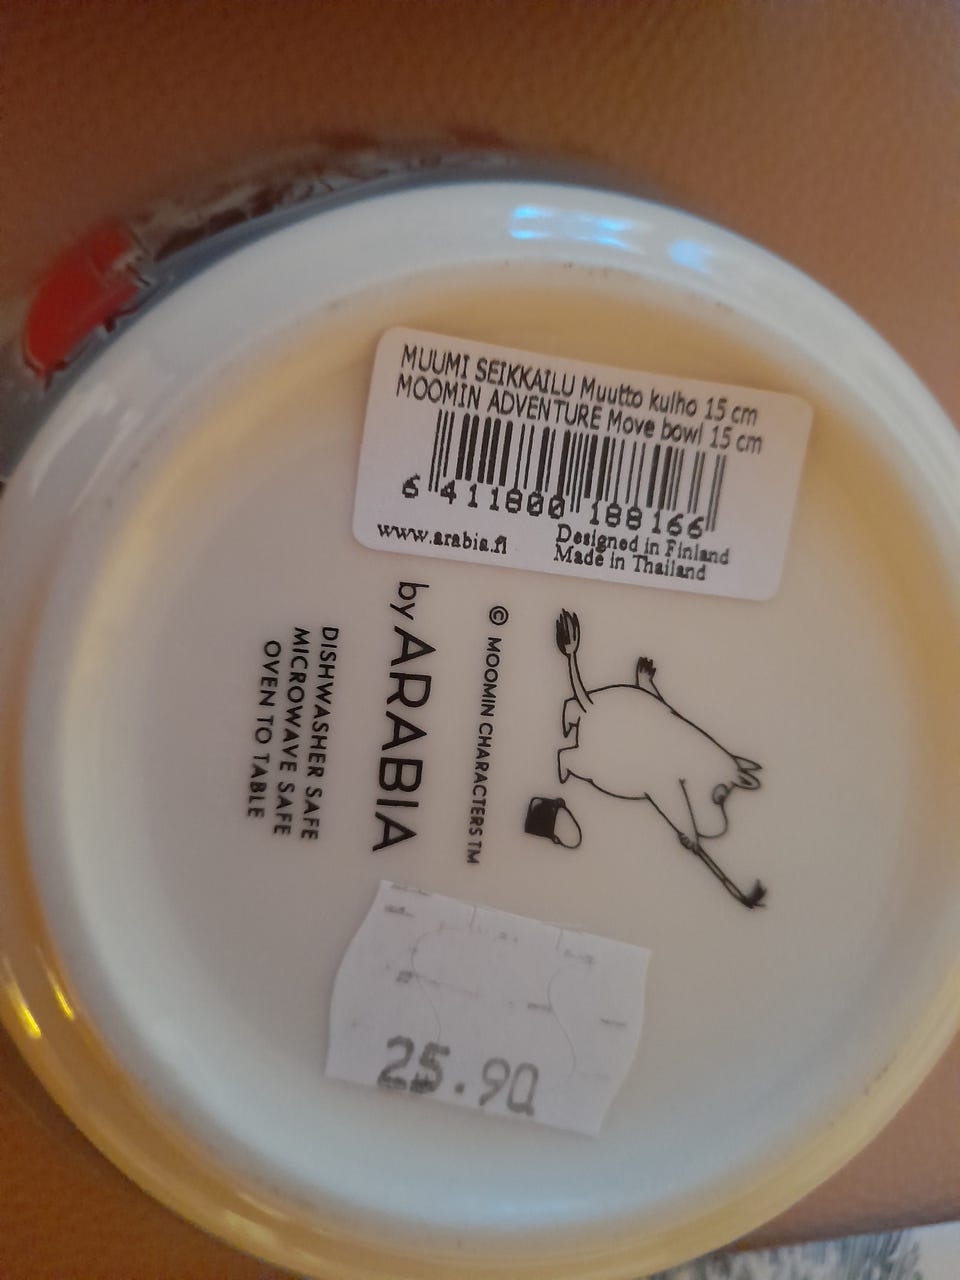 MUUMI SEIKKAILU Muutto kulho 15 cm
MOOMIN ADVENTURE Move bowl 15 cm
6 411800 188166
www.arabia.fi
Designed in Finland
Made in Thailand
© MOOMIN CHARACTERS TM
by ARABIA
DISHWASHER SAFE
MICROWAVE SAFE
OVEN TO TABLE
25.90